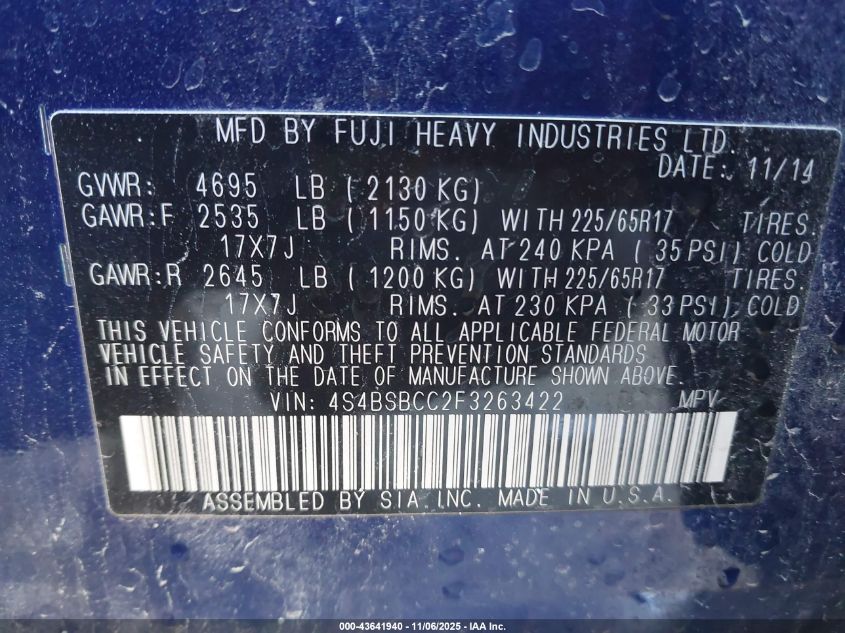 MFD BY FUJI HEAVY INDUSTRIES LTD.
DATE: 11/14
GVWR: 4695 LB ( 2130 KG)
GAWR:F 2535 LB ( 1150 KG) WITH 225/65R17 TIRES.
17X7J RIMS. AT 240 KPA ( 35 PSI) COLD
GAWR:R 2645 LB ( 1200 KG) WITH 225/65R17 TIRES.
17X7J RIMS. AT 230 KPA ( 33 PSI) COLD
THIS VEHICLE CONFORMS TO ALL APPLICABLE FEDERAL MOTOR
VEHICLE SAFETY AND THEFT PREVENTION STANDARDS
IN EFFECT ON THE DATE OF MANUFACTURE SHOWN ABOVE.
VIN: 4S4BSBCC2F3263422 MPV
ASSEMBLED BY SIA, INC. MADE IN U.S.A.
000-43641940 - 11/06/2025 - IAA Inc.